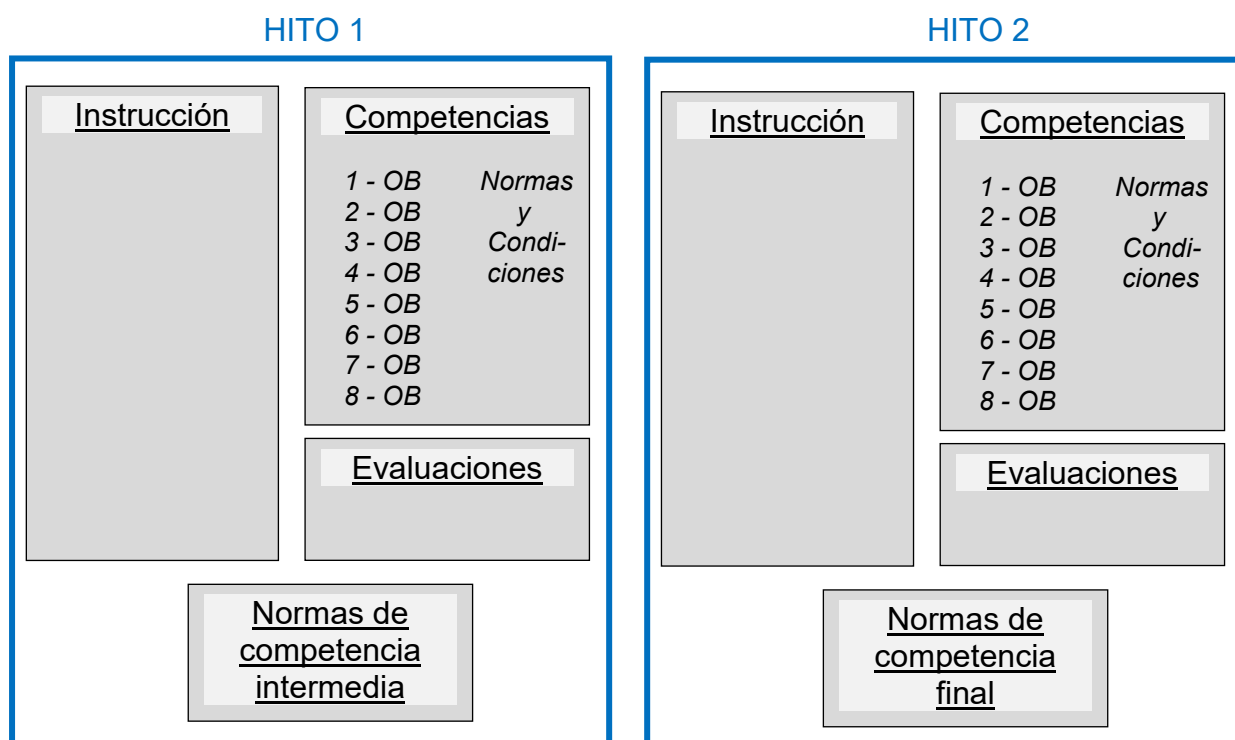 HITO 1
Instrucción
Competencias
1 - OB Normas
2 - OB y
3 - OB Condi-
4 - OB ciones
5 - OB
6 - OB
7 - OB
8 - OB
Evaluaciones
Normas de
competencia
intermedia
HITO 2
Instrucción
Competencias
1 - OB Normas
2 - OB y
3 - OB Condi-
4 - OB ciones
5 - OB
6 - OB
7 - OB
8 - OB
Evaluaciones
Normas de
competencia
final